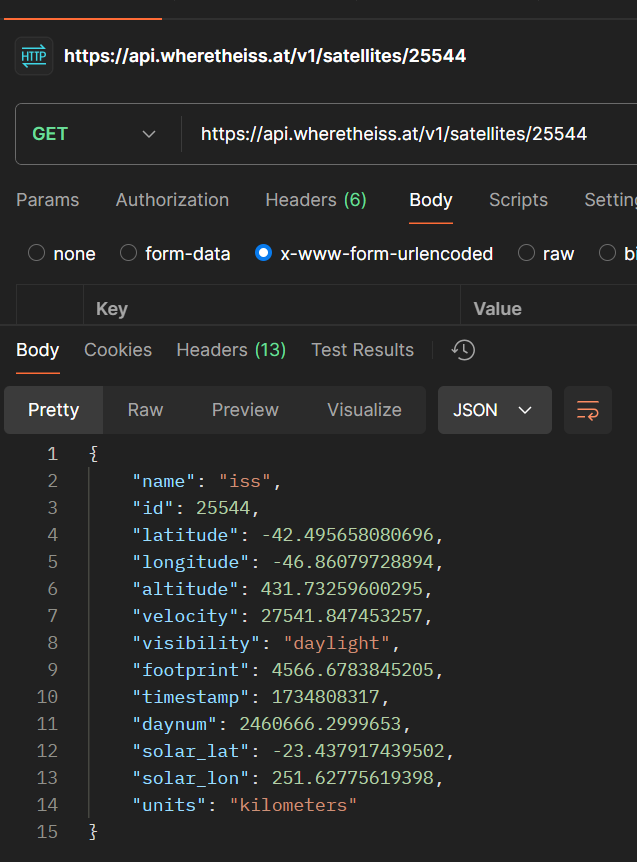 HTTP https://api.wheretheiss.at/v1/satellites/25544
GET https://api.wheretheiss.at/v1/satellites/25544
Params Authorization Headers (6) Body Scripts Setting
none form-data x-www-form-urlencoded raw bi
Key Value
Body Cookies Headers (13) Test Results
Pretty Raw Preview Visualize JSON
1 {
2 "name": "iss",
3 "id": 25544,
4 "latitude": -42.495658080696,
5 "longitude": -46.86079728894,
6 "altitude": 431.73259600295,
7 "velocity": 27541.847453257,
8 "visibility": "daylight",
9 "footprint": 4566.6783845205,
10 "timestamp": 1734808317,
11 "daynum": 2460666.2999653,
12 "solar_lat": -23.437917439502,
13 "solar_lon": 251.62775619398,
14 "units": "kilometers"
15 }